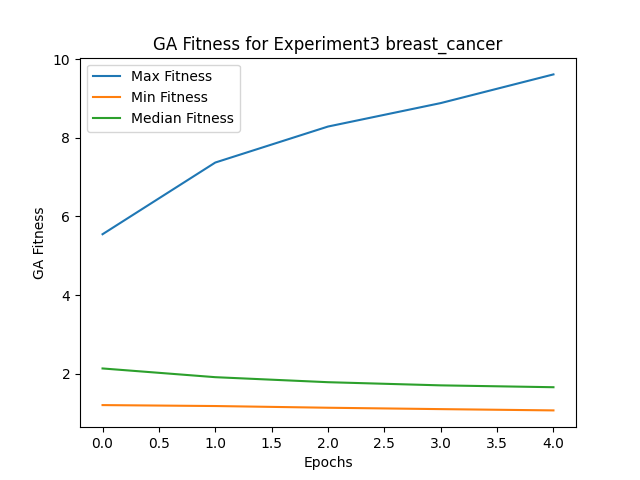 GA Fitness for Experiment3 breast_cancer
Max Fitness
Min Fitness
Median Fitness
GA Fitness
10
8
6
4
2
0.0 0.5 1.0 1.5 2.0 2.5 3.0 3.5 4.0
Epochs